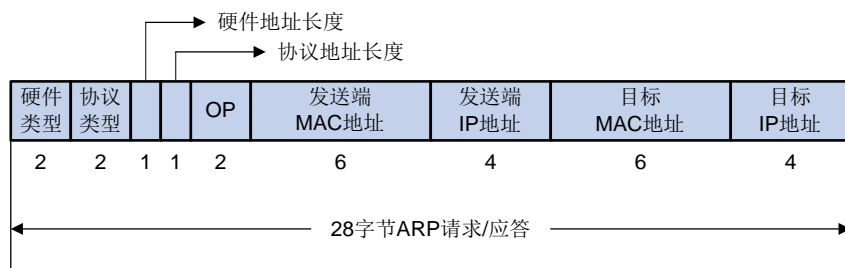 硬件地址长度
协议地址长度
硬件类型
协议类型
OP
发送端MAC地址
发送端IP地址
目标MAC地址
目标IP地址
2 2 1 1 2 6 4 6 4
28字节ARP请求/应答